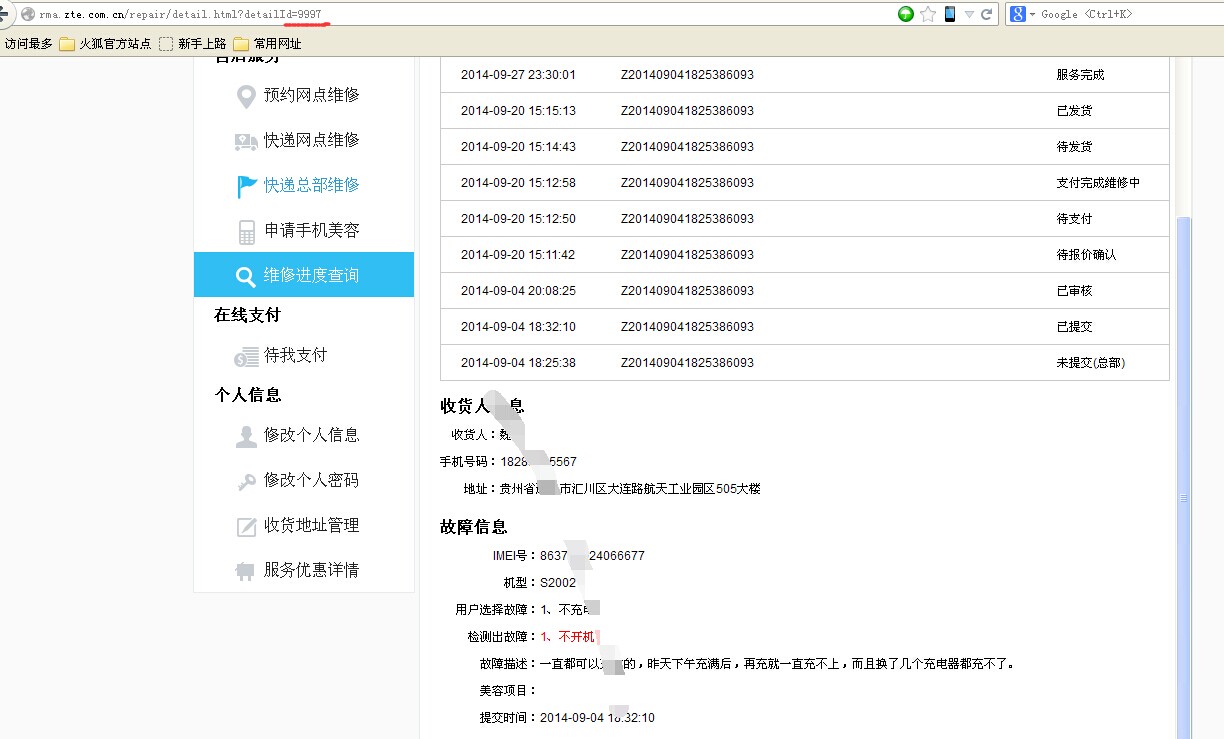 rma.zte.com.cn/repair/detail.html?detailId=9997
Google <Ctrl+K>
访问最多 火狐官方站点 新手上路 常用网址
售后服务
预约网点维修
快递网点维修
快递总部维修
申请手机美容
维修进度查询
在线支付
待我支付
个人信息
修改个人信息
修改个人密码
收货地址管理
服务优惠详情
2014-09-27 23:30:01 Z201409041825386093 服务完成
2014-09-20 15:15:13 Z201409041825386093 已发货
2014-09-20 15:14:43 Z201409041825386093 待发货
2014-09-20 15:12:58 Z201409041825386093 支付完成维修中
2014-09-20 15:12:50 Z201409041825386093 待支付
2014-09-20 15:11:42 Z201409041825386093 待报价确认
2014-09-04 20:08:25 Z201409041825386093 已审核
2014-09-04 18:32:10 Z201409041825386093 已提交
2014-09-04 18:25:38 Z201409041825386093 未提交(总部)
收货人 息
收货人：魏
手机号码：1828 5567
地址：贵州省 市汇川区大连路航天工业园区505大楼
故障信息
IMEI号：8637 24066677
机型：S2002
用户选择故障：1、不充
检测出故障：1、不开机
故障描述：一直都可以 的，昨天下午充满后，再充就一直充不上，而且换了几个充电器都充不了。
美容项目：
提交时间：2014-09-04 18:32:10